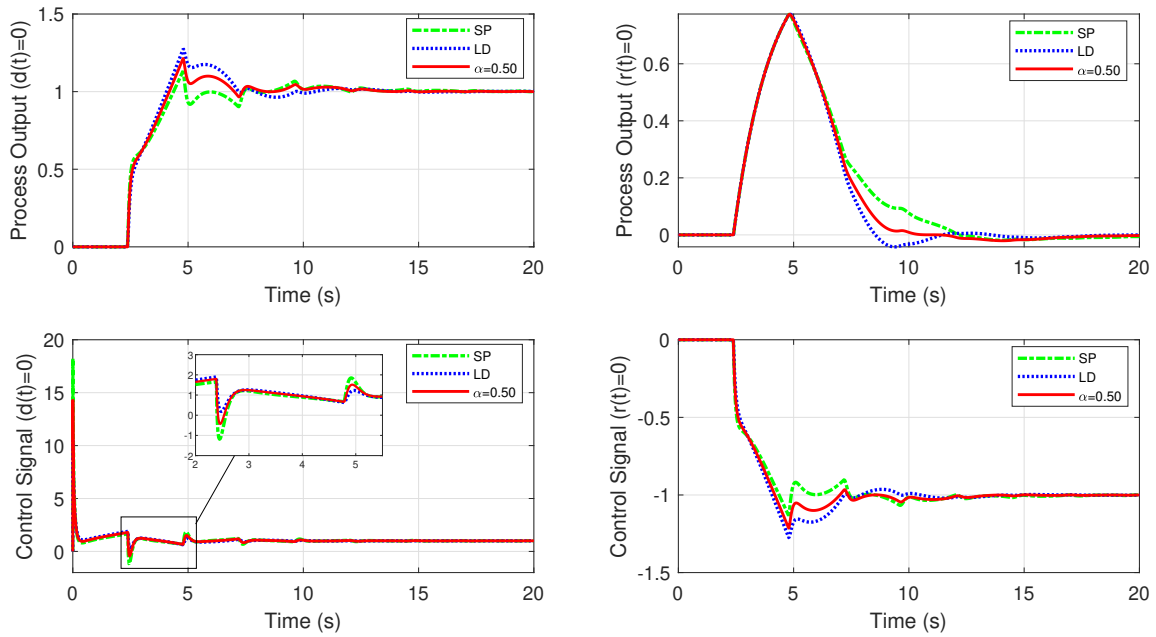 Process Output (d(t)=0)
1.5
1
0.5
0
SP
LD
α=0.50
0 5 10 15 20
Time (s)
Process Output (r(t)=0)
0.6
0.4
0.2
0
SP
LD
α=0.50
0 5 10 15 20
Time (s)
Control Signal (d(t)=0)
20
15
10
5
0
3
2
1
0
-1
-2
2 3 4 5
SP
LD
α=0.50
0 5 10 15 20
Time (s)
Control Signal (r(t)=0)
0
-0.5
-1.0
-1.5
SP
LD
α=0.50
0 5 10 15 20
Time (s)